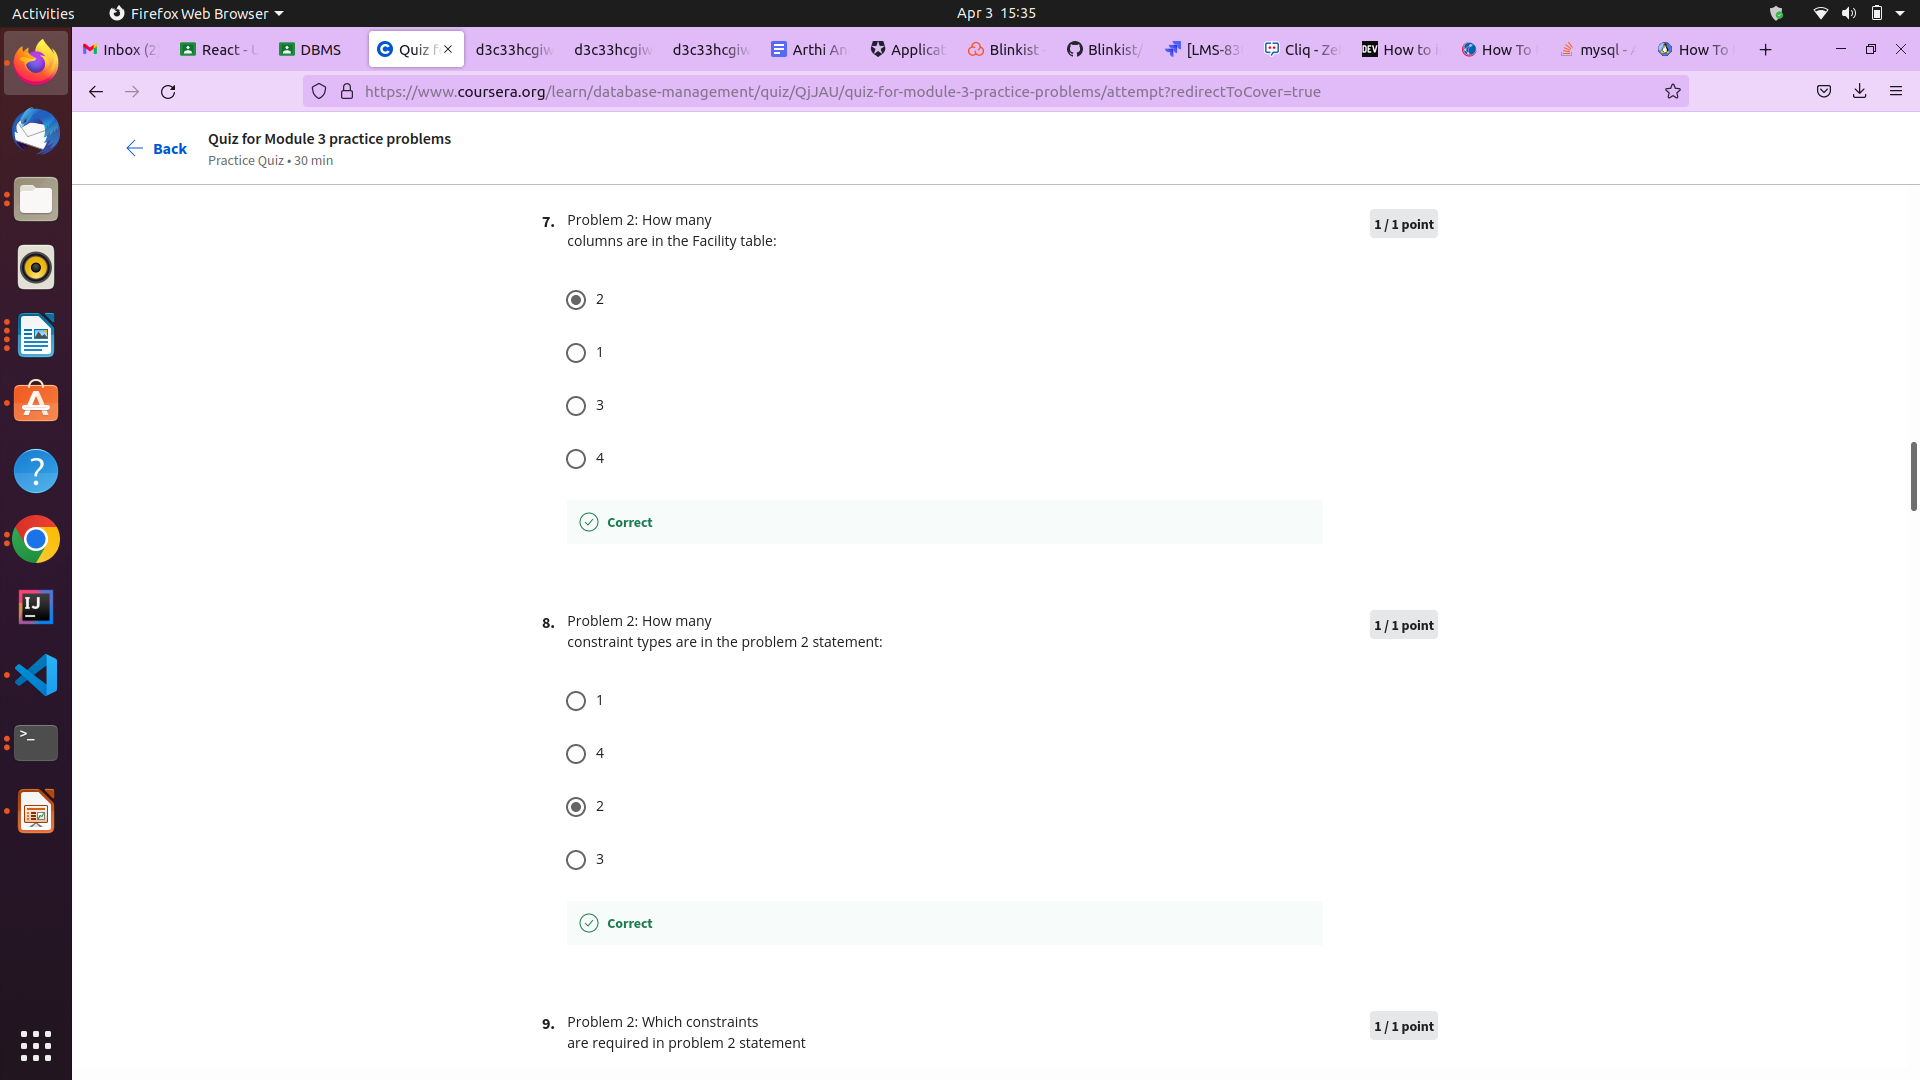 Activities
Firefox Web Browser
Apr 3 15:35
Inbox (2
React - U
DBMS
Quiz f
d3c33hcgiw
d3c33hcgiw
d3c33hcgiw
Arthi An
Applicat
Blinkist -
Blinkist/
[LMS-83
Cliq - Ze
DEV
How to i
How To
mysql - A
How To I
https://www.coursera.org/learn/database-management/quiz/QjJAU/quiz-for-module-3-practice-problems/attempt?redirectToCover=true
Back
Quiz for Module 3 practice problems
Practice Quiz • 30 min
7.
Problem 2: How many
columns are in the Facility table:
1 / 1 point
2
1
3
4
Correct
8.
Problem 2: How many
constraint types are in the problem 2 statement:
1 / 1 point
1
4
2
3
Correct
9.
Problem 2: Which constraints
are required in problem 2 statement
1 / 1 point